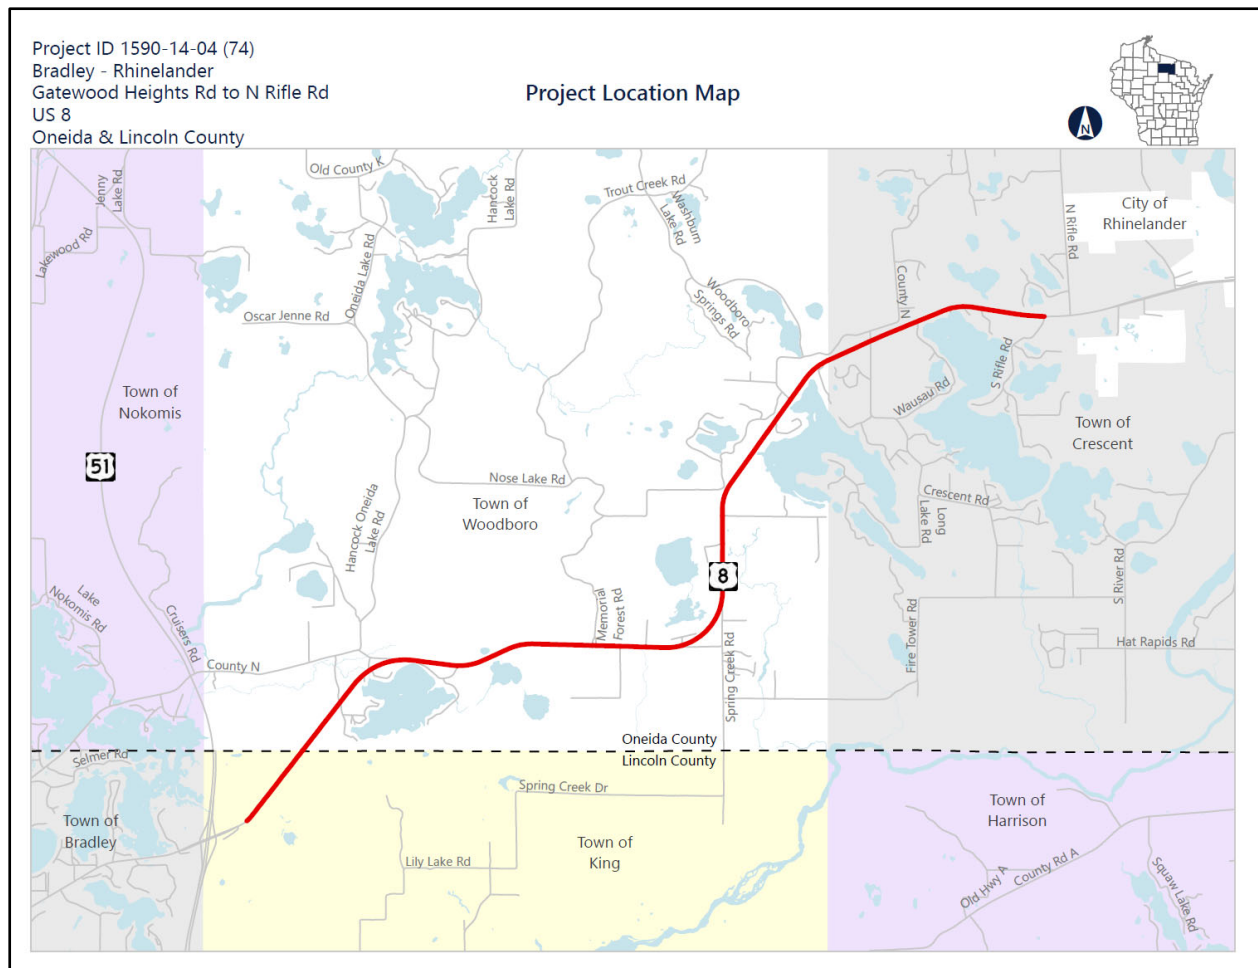 Project ID 1590-14-04 (74)
Bradley - Rhinelander
Gatewood Heights Rd to N Rifle Rd
US 8
Oneida & Lincoln County
Project Location Map
N
Old County K
Jenny
Lake Rd
Hancock
Lake Rd
Trout Creek Rd
Washburn
Lake Rd
City of
Rhinelander
N Rifle Rd
Lakewood Rd
Oneida Lake Rd
County N
Woodboro
Springs Rd
Oscar Jenne Rd
S Rifle Rd
Town of
Nokomis
Wausau Rd
Town of
Crescent
51
Nose Lake Rd
Town of
Woodboro
Crescent Rd
Long
Lake Rd
Hancock Oneida
Lake Rd
8
S River Rd
Lake
Nokomis Rd
Cruisers Rd
Memorial
Forest Rd
Fire Tower Rd
Hat Rapids Rd
County N
Spring Creek Rd
Oneida County
Lincoln County
Selmer Rd
Spring Creek Dr
Town of
Harrison
Town of
Bradley
Town of
King
Lily Lake Rd
Old Hwy A
County Rd A
Squaw Lake Rd